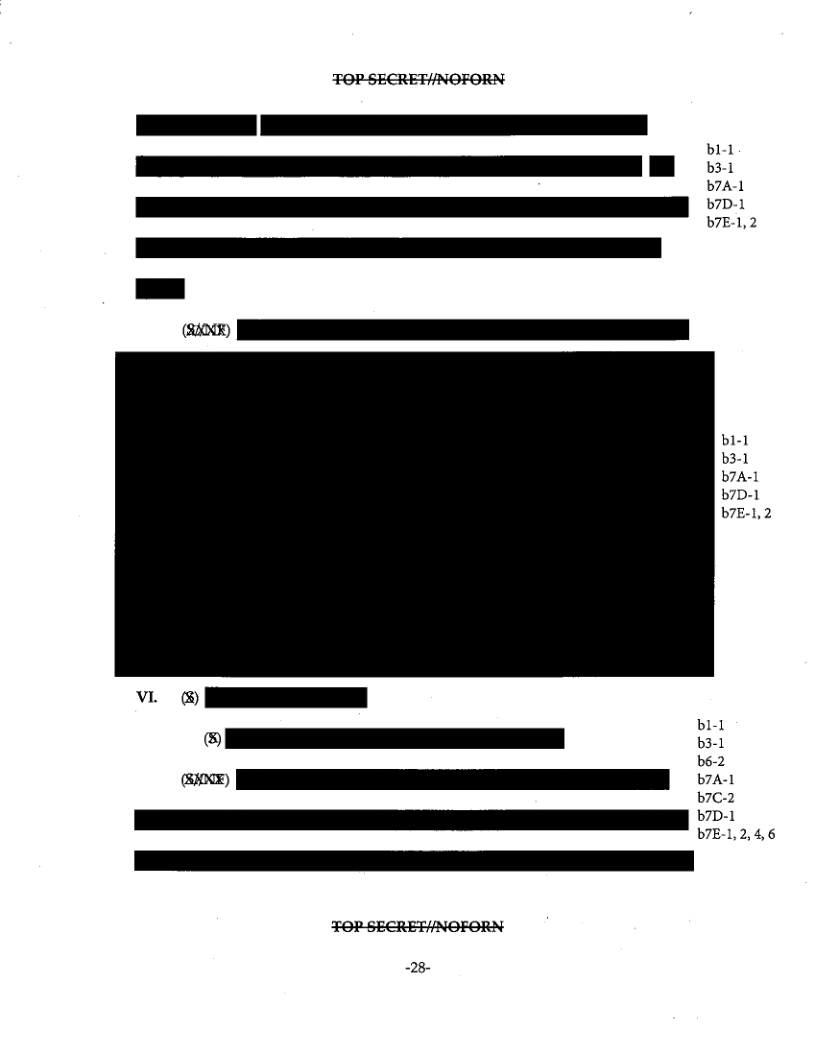 TOP SECRET//NOFORN
b1-1
b3-1
b7A-1
b7D-1
b7E-1, 2
(S//NF)
b1-1
b3-1
b7A-1
b7D-1
b7E-1, 2
VI. (S)
(S)
(S//NF)
b1-1
b3-1
b6-2
b7A-1
b7C-2
b7D-1
b7E-1, 2, 4, 6
TOP SECRET//NOFORN
-28-